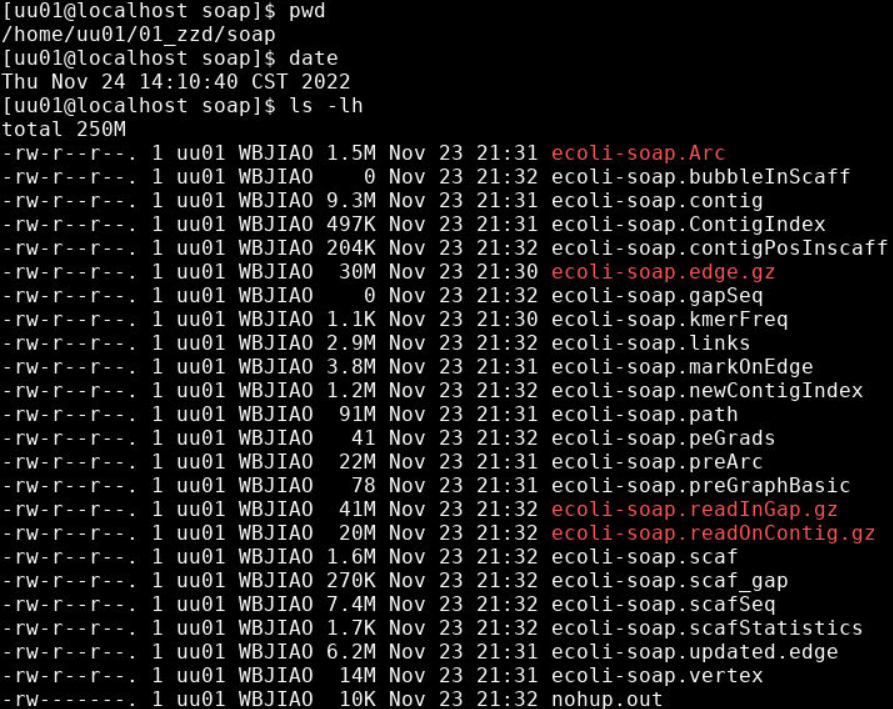 [uu01@localhost soap]$ pwd
/home/uu01/01_zzd/soap
[uu01@localhost soap]$ date
Thu Nov 24 14:10:40 CST 2022
[uu01@localhost soap]$ ls -lh
total 250M
-rw-r--r--. 1 uu01 WBJIAO 1.5M Nov 23 21:31 ecoli-soap.Arc
-rw-r--r--. 1 uu01 WBJIAO    0 Nov 23 21:32 ecoli-soap.bubbleInScaff
-rw-r--r--. 1 uu01 WBJIAO 9.3M Nov 23 21:31 ecoli-soap.contig
-rw-r--r--. 1 uu01 WBJIAO 497K Nov 23 21:31 ecoli-soap.ContigIndex
-rw-r--r--. 1 uu01 WBJIAO 204K Nov 23 21:32 ecoli-soap.contigPosInscaff
-rw-r--r--. 1 uu01 WBJIAO  30M Nov 23 21:30 ecoli-soap.edge.gz
-rw-r--r--. 1 uu01 WBJIAO    0 Nov 23 21:32 ecoli-soap.gapSeq
-rw-r--r--. 1 uu01 WBJIAO 1.1K Nov 23 21:30 ecoli-soap.kmerFreq
-rw-r--r--. 1 uu01 WBJIAO 2.9M Nov 23 21:32 ecoli-soap.links
-rw-r--r--. 1 uu01 WBJIAO 3.8M Nov 23 21:31 ecoli-soap.markOnEdge
-rw-r--r--. 1 uu01 WBJIAO 1.2M Nov 23 21:32 ecoli-soap.newContigIndex
-rw-r--r--. 1 uu01 WBJIAO  91M Nov 23 21:31 ecoli-soap.path
-rw-r--r--. 1 uu01 WBJIAO   41 Nov 23 21:32 ecoli-soap.peGrads
-rw-r--r--. 1 uu01 WBJIAO  22M Nov 23 21:31 ecoli-soap.preArc
-rw-r--r--. 1 uu01 WBJIAO   78 Nov 23 21:31 ecoli-soap.preGraphBasic
-rw-r--r--. 1 uu01 WBJIAO  41M Nov 23 21:32 ecoli-soap.readInGap.gz
-rw-r--r--. 1 uu01 WBJIAO  20M Nov 23 21:32 ecoli-soap.readOnContig.gz
-rw-r--r--. 1 uu01 WBJIAO 1.6M Nov 23 21:32 ecoli-soap.scaf
-rw-r--r--. 1 uu01 WBJIAO 270K Nov 23 21:32 ecoli-soap.scaf_gap
-rw-r--r--. 1 uu01 WBJIAO 7.4M Nov 23 21:32 ecoli-soap.scafSeq
-rw-r--r--. 1 uu01 WBJIAO 1.7K Nov 23 21:32 ecoli-soap.scafStatistics
-rw-r--r--. 1 uu01 WBJIAO 6.2M Nov 23 21:31 ecoli-soap.updated.edge
-rw-r--r--. 1 uu01 WBJIAO  14M Nov 23 21:31 ecoli-soap.vertex
-rw-------. 1 uu01 WBJIAO  10K Nov 23 21:32 nohup.out